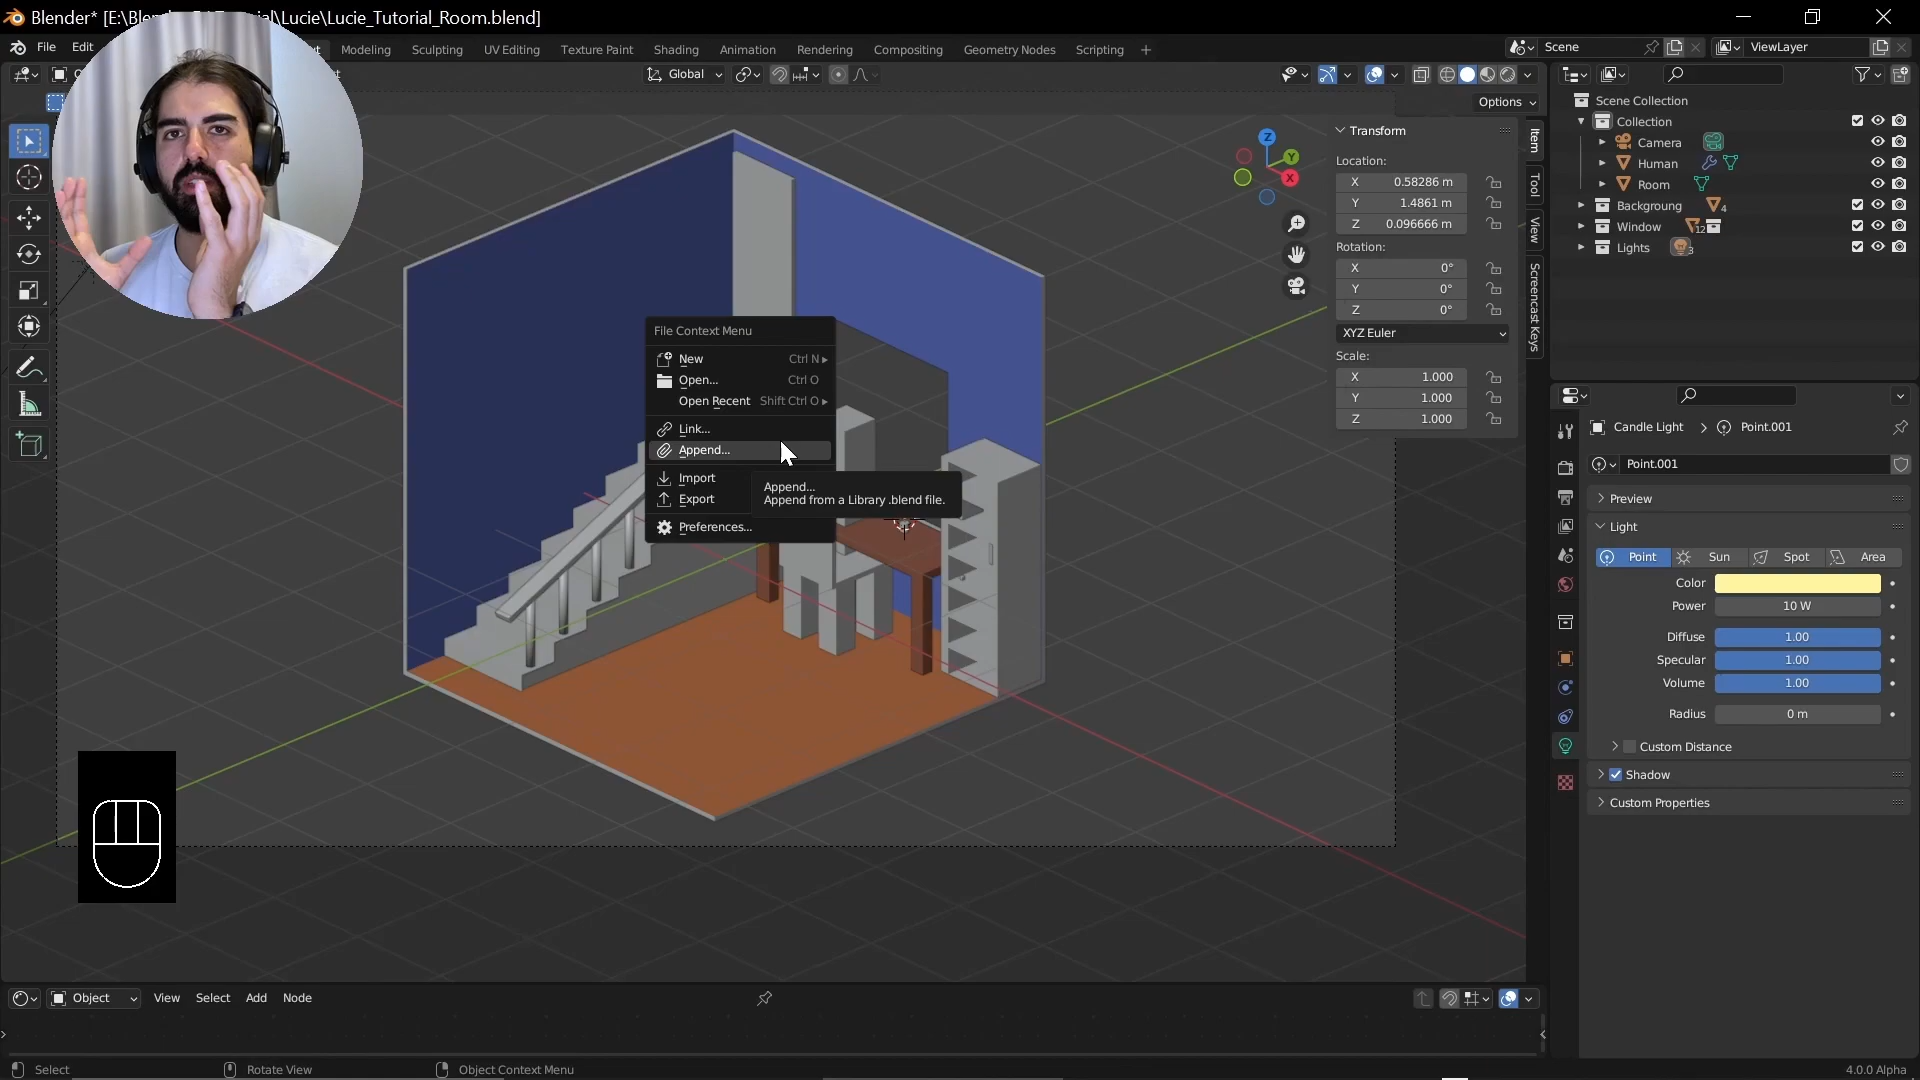 Blender* [E:\Ble \Lucie\Lucie_Tutorial_Room.blend]
File Edit
Modeling Sculpting UV Editing Texture Paint Shading Animation Rendering Compositing Geometry Nodes Scripting +
Scene
ViewLayer
Global
Options
Transform
Location:
X 0.58286 m
Y 1.4861 m
Z 0.096666 m
Rotation:
X 0°
Y 0°
Z 0°
XYZ Euler
Scale:
X 1.000
Y 1.000
Z 1.000
Item
Tool
View
Screencast Keys
Z
Y
X
Scene Collection
Collection
Camera
Human
Room
Backgroung 4
Window 12
Lights 3
File Context Menu
New Ctrl N
Open... Ctrl O
Open Recent Shift Ctrl O
Link...
Append...
Import
Export
Preferences...
Append...
Append from a Library .blend file.
Candle Light > Point.001
Point.001
Preview
Light
Point Sun Spot Area
Color
Power 10 W
Diffuse 1.00
Specular 1.00
Volume 1.00
Radius 0 m
Custom Distance
Shadow
Custom Properties
Object View Select Add Node
Select Rotate View Object Context Menu
4.0.0 Alpha